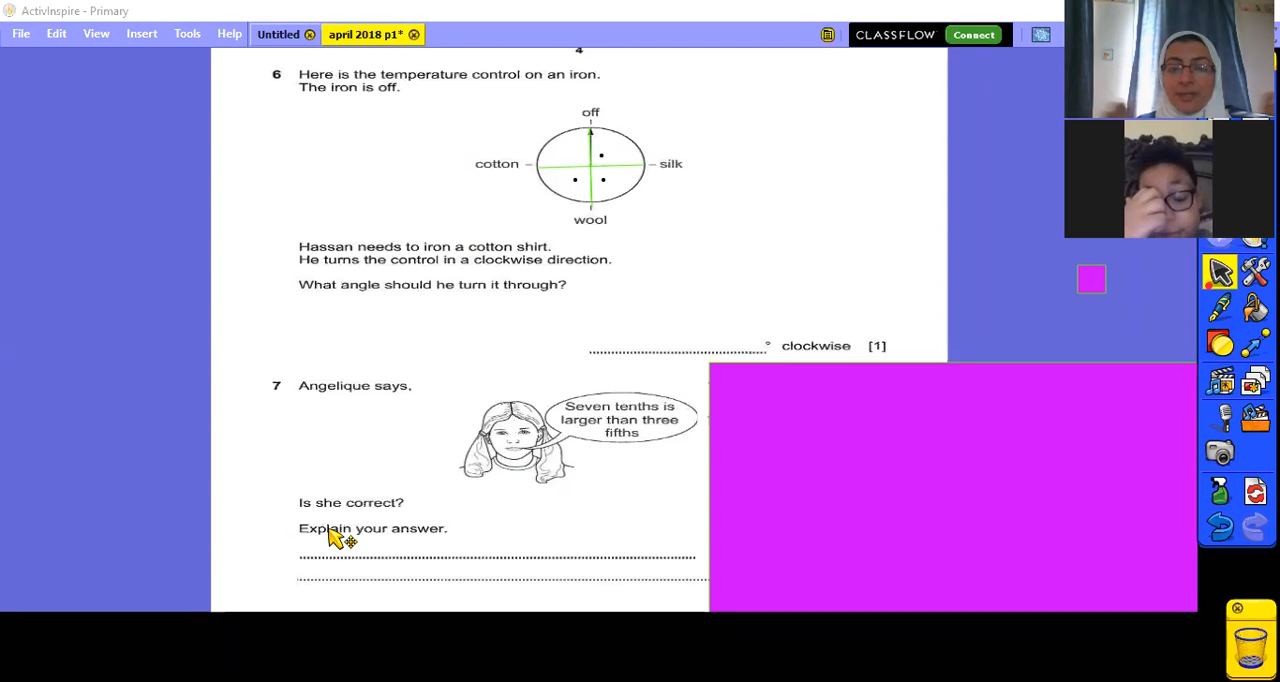 ActivInspire - Primary
File Edit View Insert Tools Help Untitled april 2018 p1* CLASSFLOW Connect
4
6 Here is the temperature control on an iron.
The iron is off.
off
cotton silk
wool
Hassan needs to iron a cotton shirt.
He turns the control in a clockwise direction.
What angle should he turn it through?
° clockwise [1]
7 Angelique says,
Seven tenths is
larger than three
fifths
Is she correct?
Explain your answer.